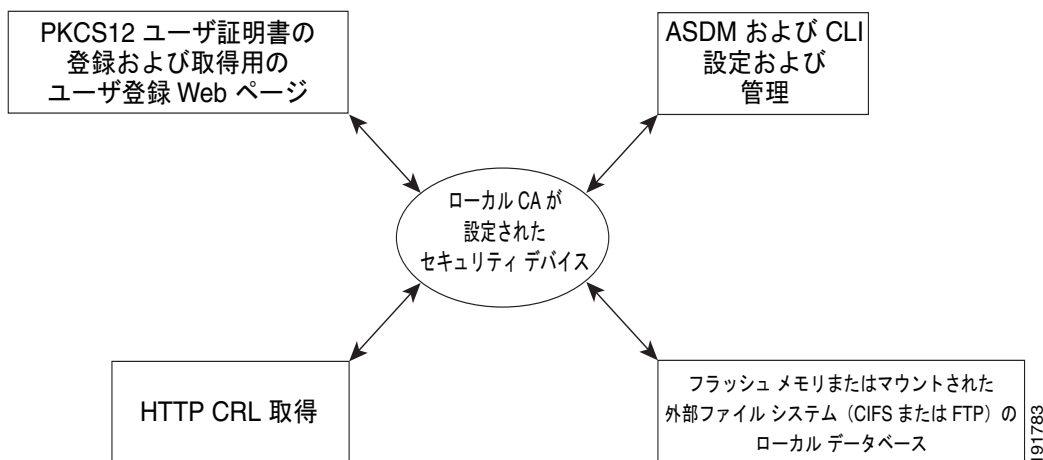 PKCS12 ユーザ証明書の
登録および取得用の
ユーザ登録 Web ページ
ASDM および CLI
設定および
管理
ローカル CA が
設定された
セキュリティ デバイス
HTTP CRL 取得
フラッシュ メモリまたはマウントされた
外部ファイル システム（CIFS または FTP）の
ローカル データベース
191783